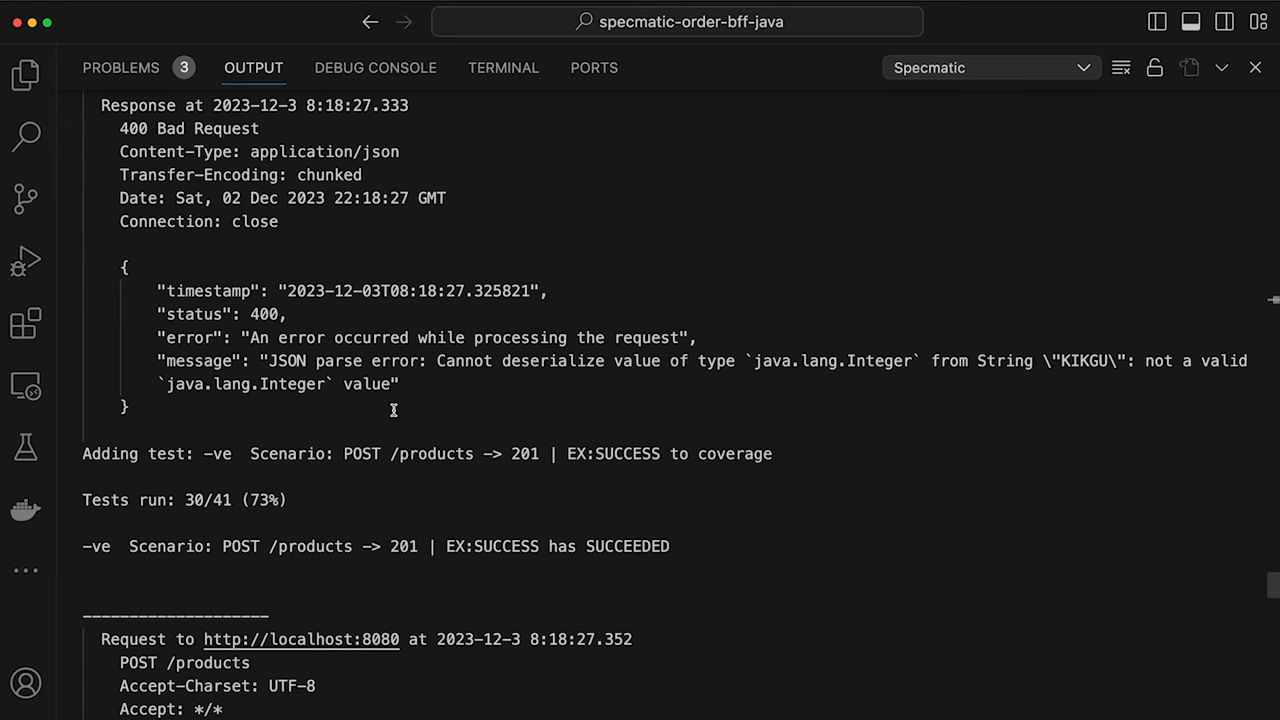 specmatic-order-bff-java
PROBLEMS 3 OUTPUT DEBUG CONSOLE TERMINAL PORTS Specmatic
Response at 2023-12-3 8:18:27.333
400 Bad Request
Content-Type: application/json
Transfer-Encoding: chunked
Date: Sat, 02 Dec 2023 22:18:27 GMT
Connection: close
{
"timestamp": "2023-12-03T08:18:27.325821",
"status": 400,
"error": "An error occurred while processing the request",
"message": "JSON parse error: Cannot deserialize value of type `java.lang.Integer` from String \"KIKGU\": not a valid
`java.lang.Integer` value"
}
Adding test: -ve  Scenario: POST /products -> 201 | EX:SUCCESS to coverage
Tests run: 30/41 (73%)
-ve  Scenario: POST /products -> 201 | EX:SUCCESS has SUCCEEDED
--------------------
Request to http://localhost:8080 at 2023-12-3 8:18:27.352
POST /products
Accept-Charset: UTF-8
Accept: */*